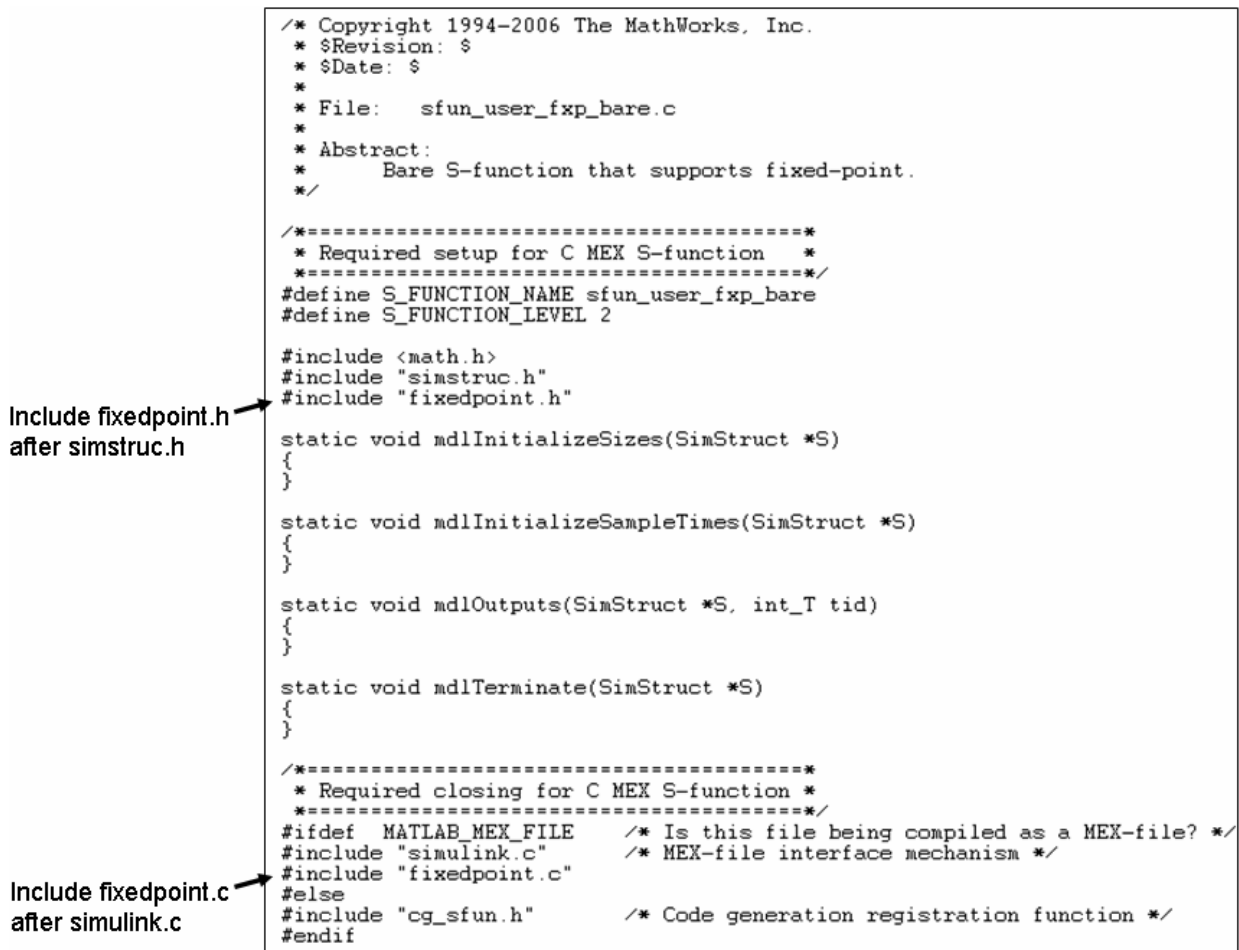 /* Copyright 1994-2006 The MathWorks, Inc.
 * $Revision: $
 * $Date: $
 *
 * File:    sfun_user_fxp_bare.c
 *
 * Abstract:
 *      Bare S-function that supports fixed-point.
 */

/*=======================================*
 * Required setup for C MEX S-function   *
 *=======================================*/
#define S_FUNCTION_NAME sfun_user_fxp_bare
#define S_FUNCTION_LEVEL 2

#include <math.h>
#include "simstruc.h"
#include "fixedpoint.h"
Include fixedpoint.h
after simstruc.h

static void mdlInitializeSizes(SimStruct *S)
{
}

static void mdlInitializeSampleTimes(SimStruct *S)
{
}

static void mdlOutputs(SimStruct *S, int_T tid)
{
}

static void mdlTerminate(SimStruct *S)
{
}

/*=======================================*
 * Required closing for C MEX S-function *
 *=======================================*/
#ifdef  MATLAB_MEX_FILE    /* Is this file being compiled as a MEX-file? */
#include "simulink.c"      /* MEX-file interface mechanism */
#include "fixedpoint.c"
Include fixedpoint.c
after simulink.c
#else
#include "cg_sfun.h"       /* Code generation registration function */
#endif